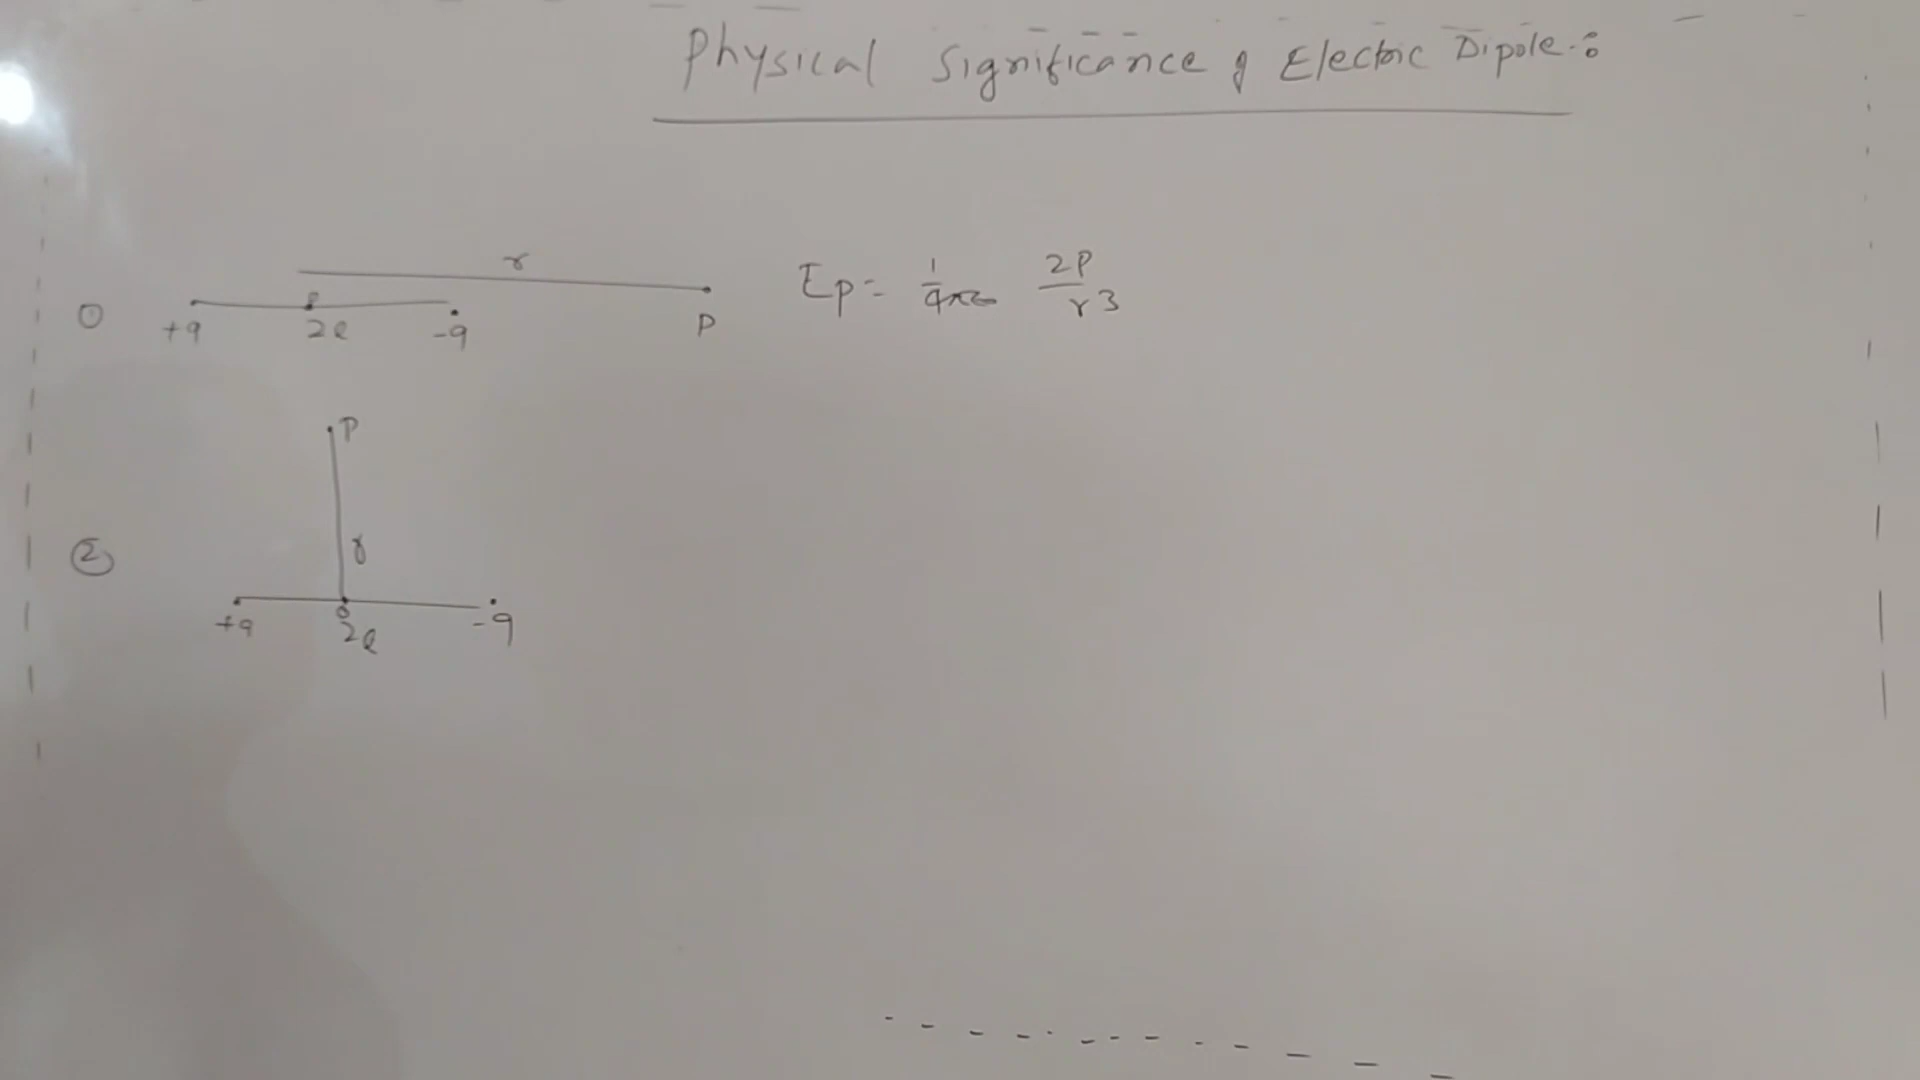 Physical Significance of Electric Dipole :
r
① +q 2l -q P
Ep = 1/4πε₀ 2P/r3
P
② r
+q O 2l -q